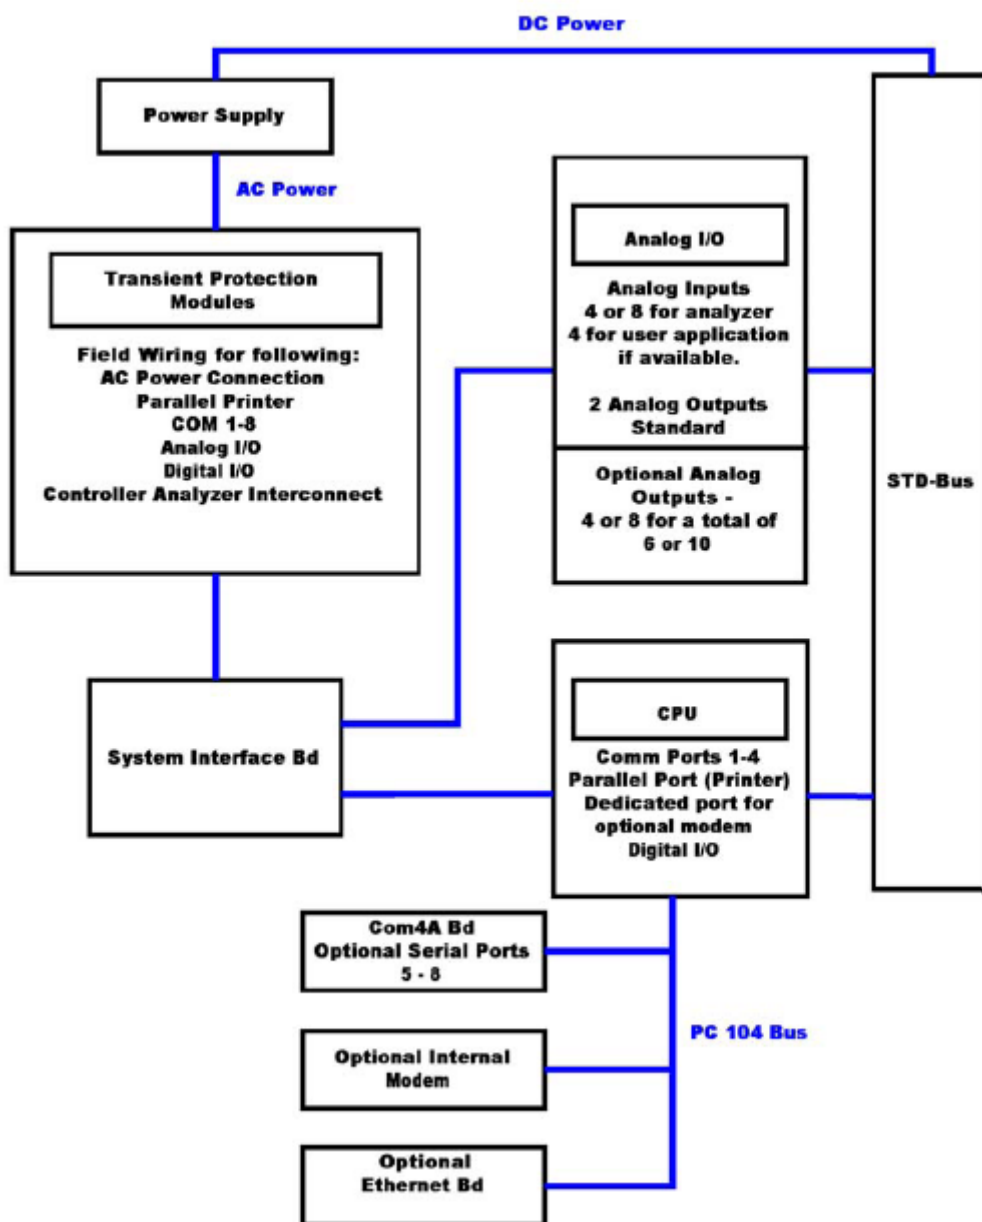 DC Power
Power Supply
AC Power
Transient Protection
Modules
Field Wiring for following:
AC Power Connection
Parallel Printer
COM 1-8
Analog I/O
Digital I/O
Controller Analyzer Interconnect
Analog I/O
Analog Inputs
4 or 8 for analyzer
4 for user application
if available.
2 Analog Outputs
Standard
Optional Analog
Outputs -
4 or 8 for a total of
6 or 10
STD-Bus
System Interface Bd
CPU
Comm Ports 1-4
Parallel Port (Printer)
Dedicated port for
optional modem
Digital I/O
Com4A Bd
Optional Serial Ports
5 - 8
PC 104 Bus
Optional Internal
Modem
Optional
Ethernet Bd